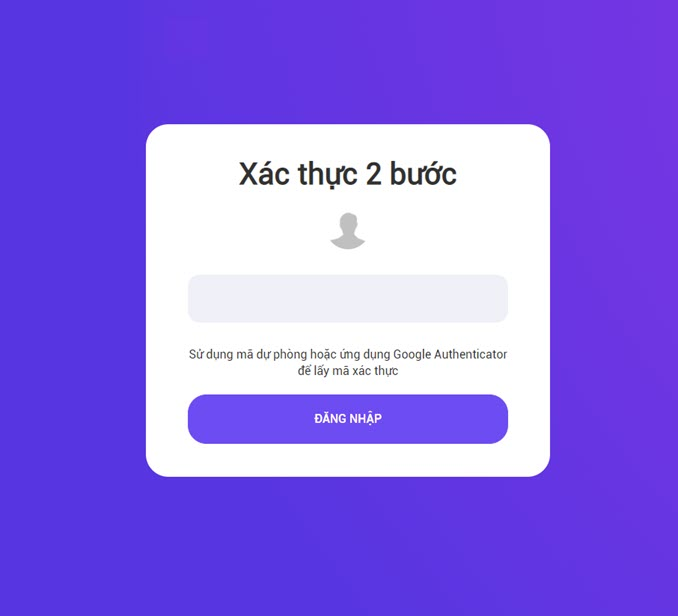 Xác thực 2 bước
Sử dụng mã dự phòng hoặc ứng dụng Google Authenticator
để lấy mã xác thực
ĐĂNG NHẬP